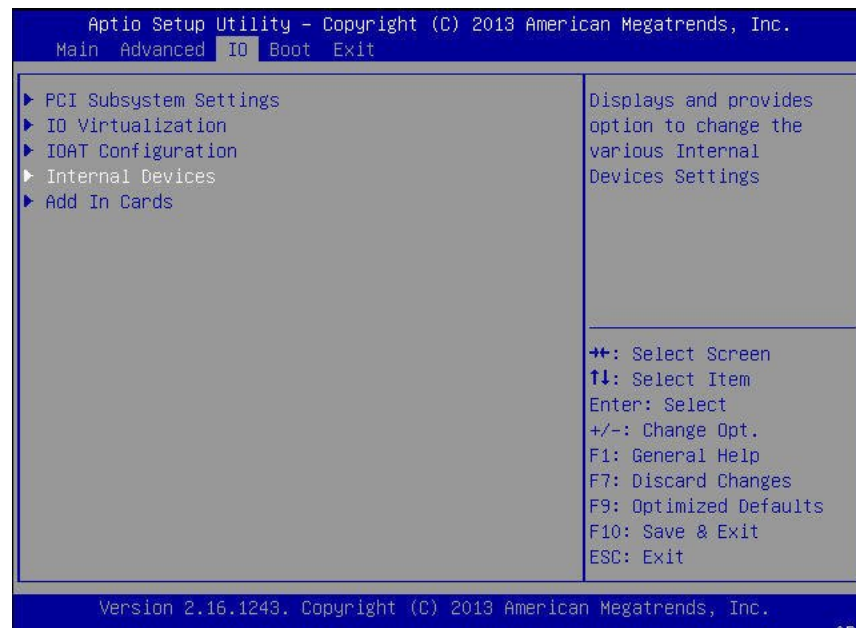 Aptio Setup Utility – Copyright (C) 2013 American Megatrends, Inc.
Main Advanced IO Boot Exit
PCI Subsystem Settings
IO Virtualization
IOAT Configuration
Internal Devices
Add In Cards
Displays and provides
option to change the
various Internal
Devices Settings
→←: Select Screen
↑↓: Select Item
Enter: Select
+/-: Change Opt.
F1: General Help
F7: Discard Changes
F9: Optimized Defaults
F10: Save & Exit
ESC: Exit
Version 2.16.1243. Copyright (C) 2013 American Megatrends, Inc.